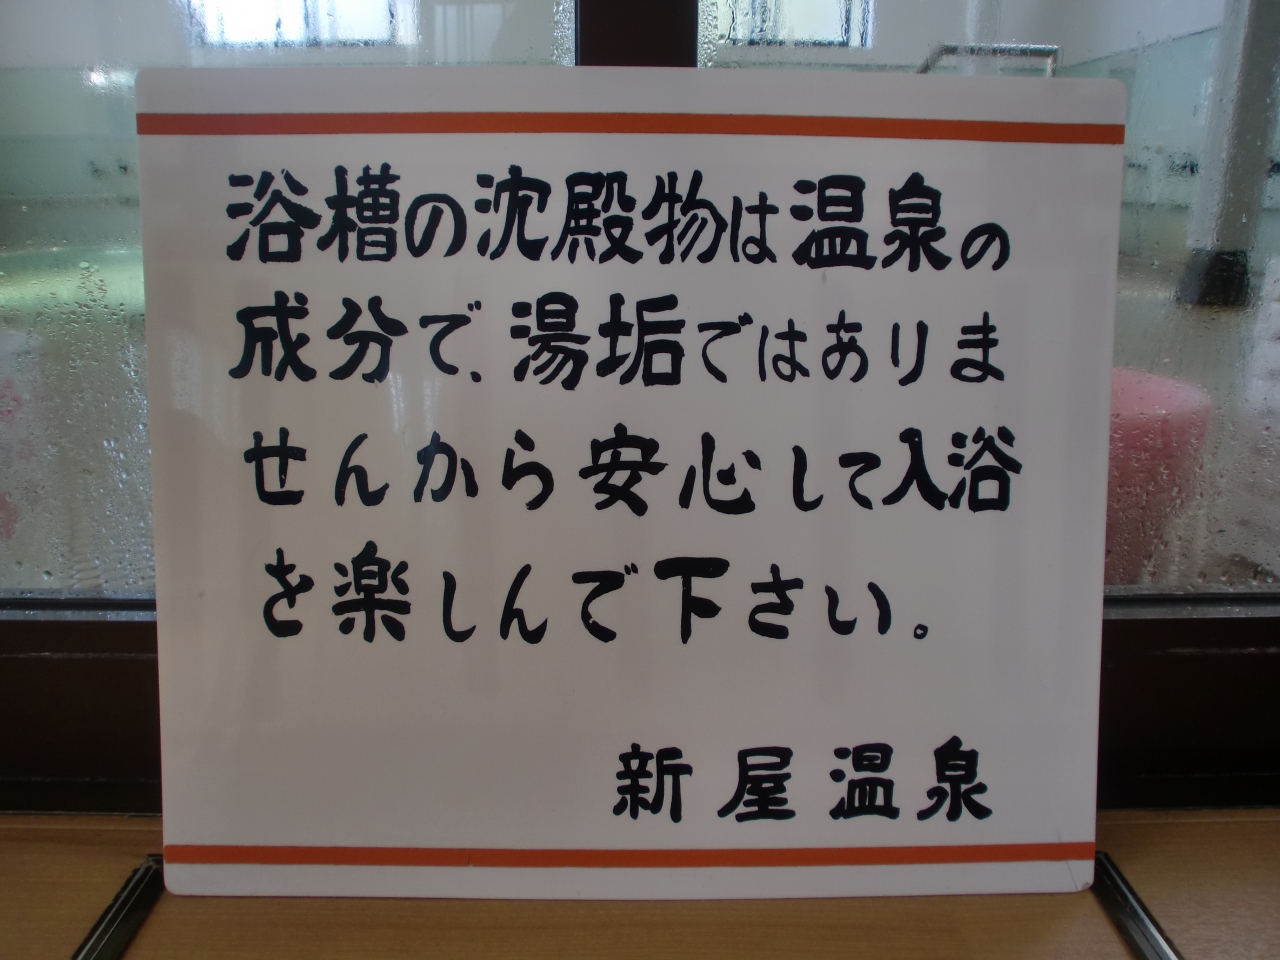 浴槽の沈殿物は温泉の
成分で、湯垢ではありま
せんから安心して入浴
を楽しんで下さい。
新屋温泉